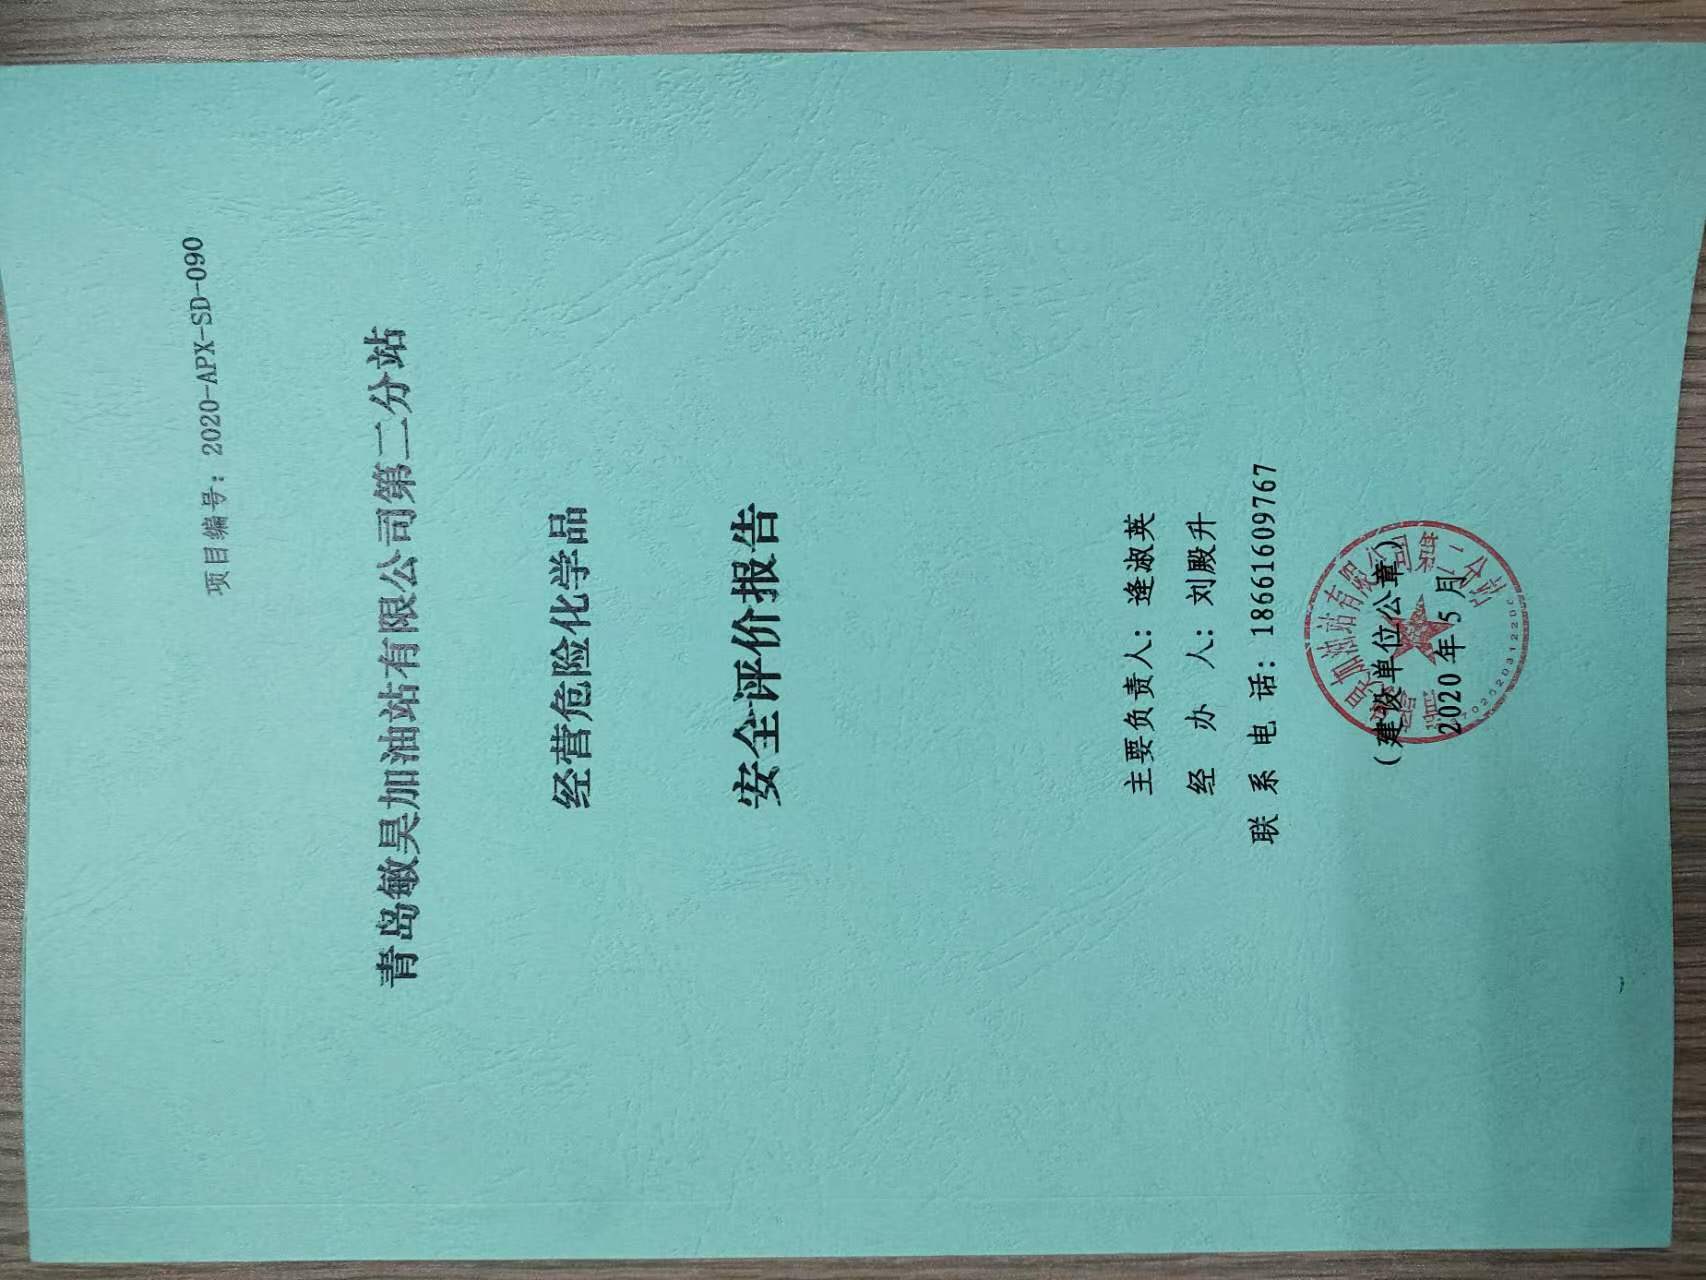 项目编号：2020-APX-SD-090
青岛敏昊加油站有限公司第二分站
经营危险化学品
安全评价报告
主要负责人：逄淑英
经 办 人：刘殿升
联 系 电 话：18661609767
（建设单位公章）
2020年5月